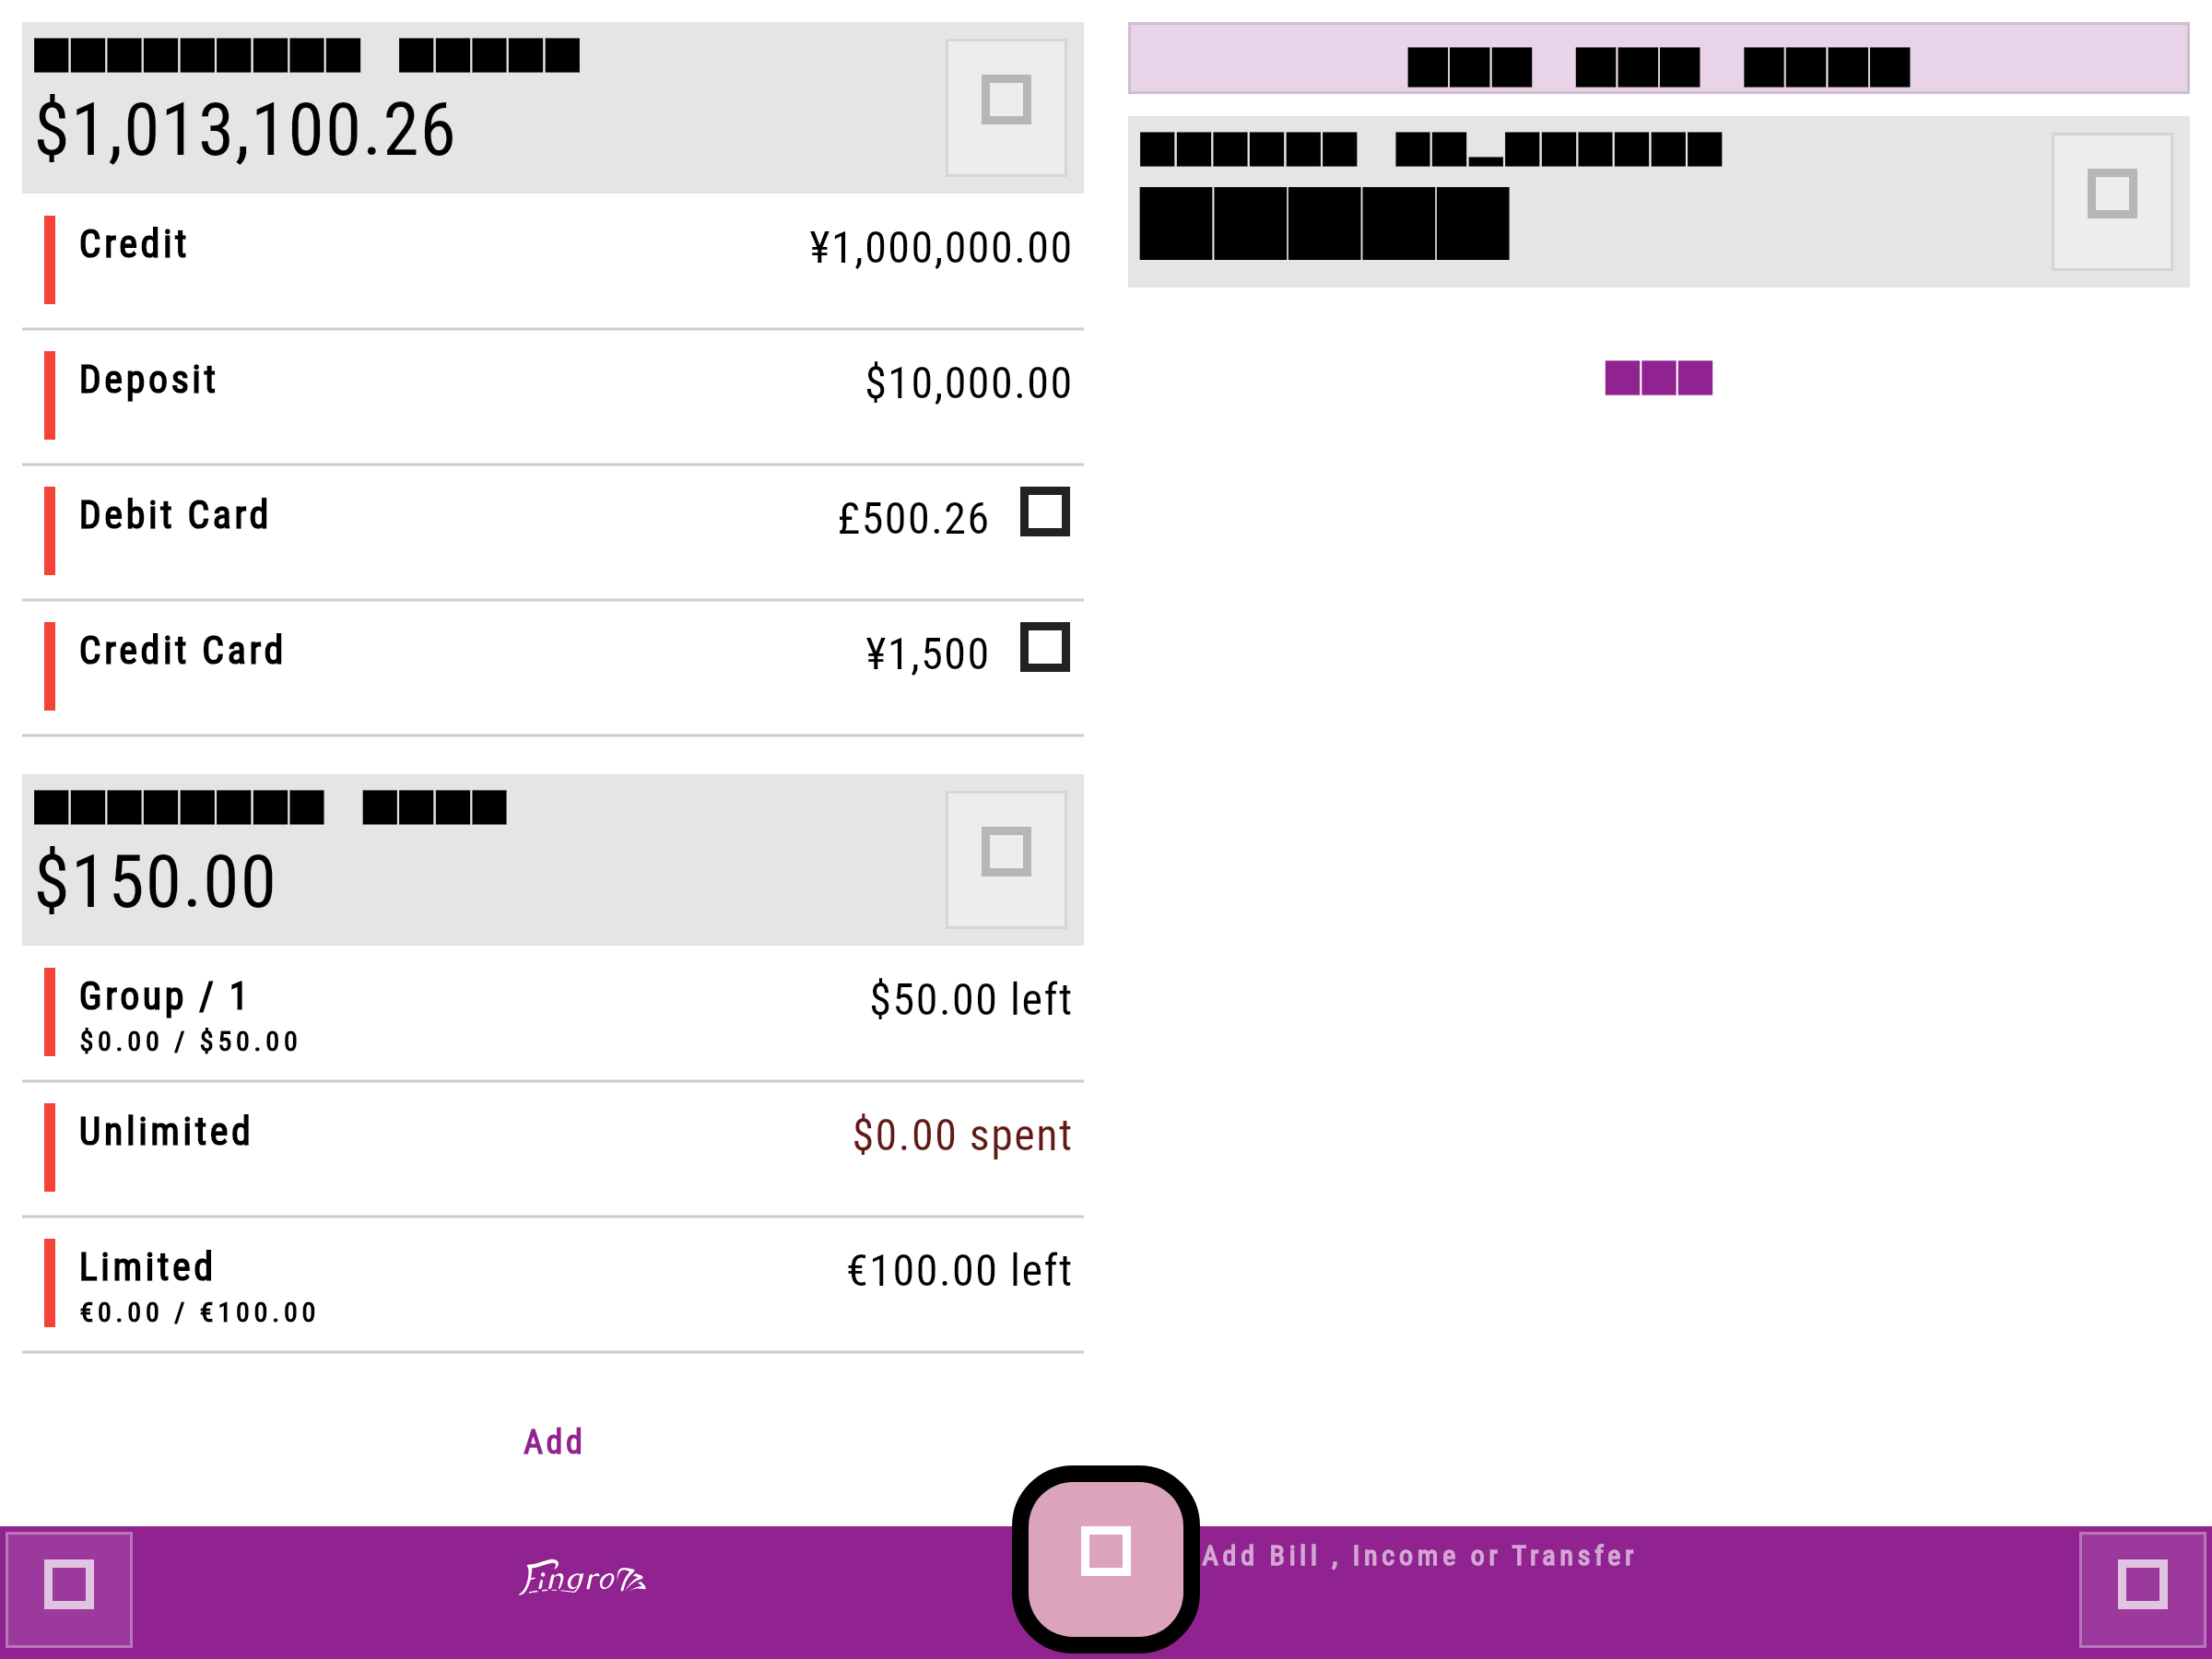 $1,013,100.26
Credit ¥1,000,000.00
Deposit $10,000.00
Debit Card £500.26
Credit Card ¥1,500
$150.00
Group / 1 $50.00 left
$0.00 / $50.00
Unlimited $0.00 spent
Limited €100.00 left
€0.00 / €100.00
Add
Fingro
Add Bill , Income or Transfer